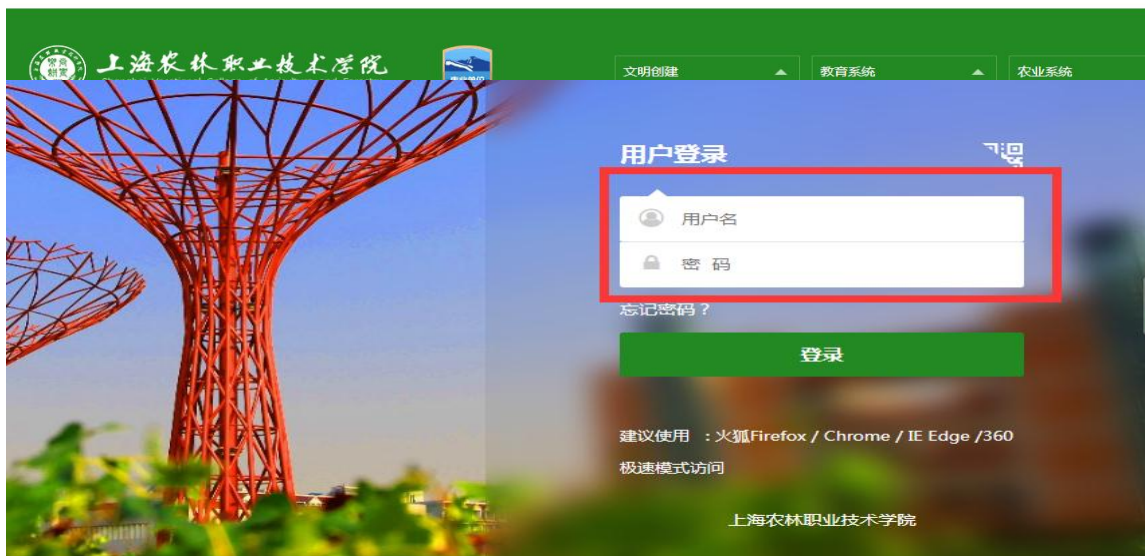 上海农林职业技术学院
文明创建
教育系统
农业系统
用户登录
用户名
密 码
忘记密码？
登录
建议使用 ：火狐Firefox / Chrome / IE Edge /360
极速模式访问
上海农林职业技术学院